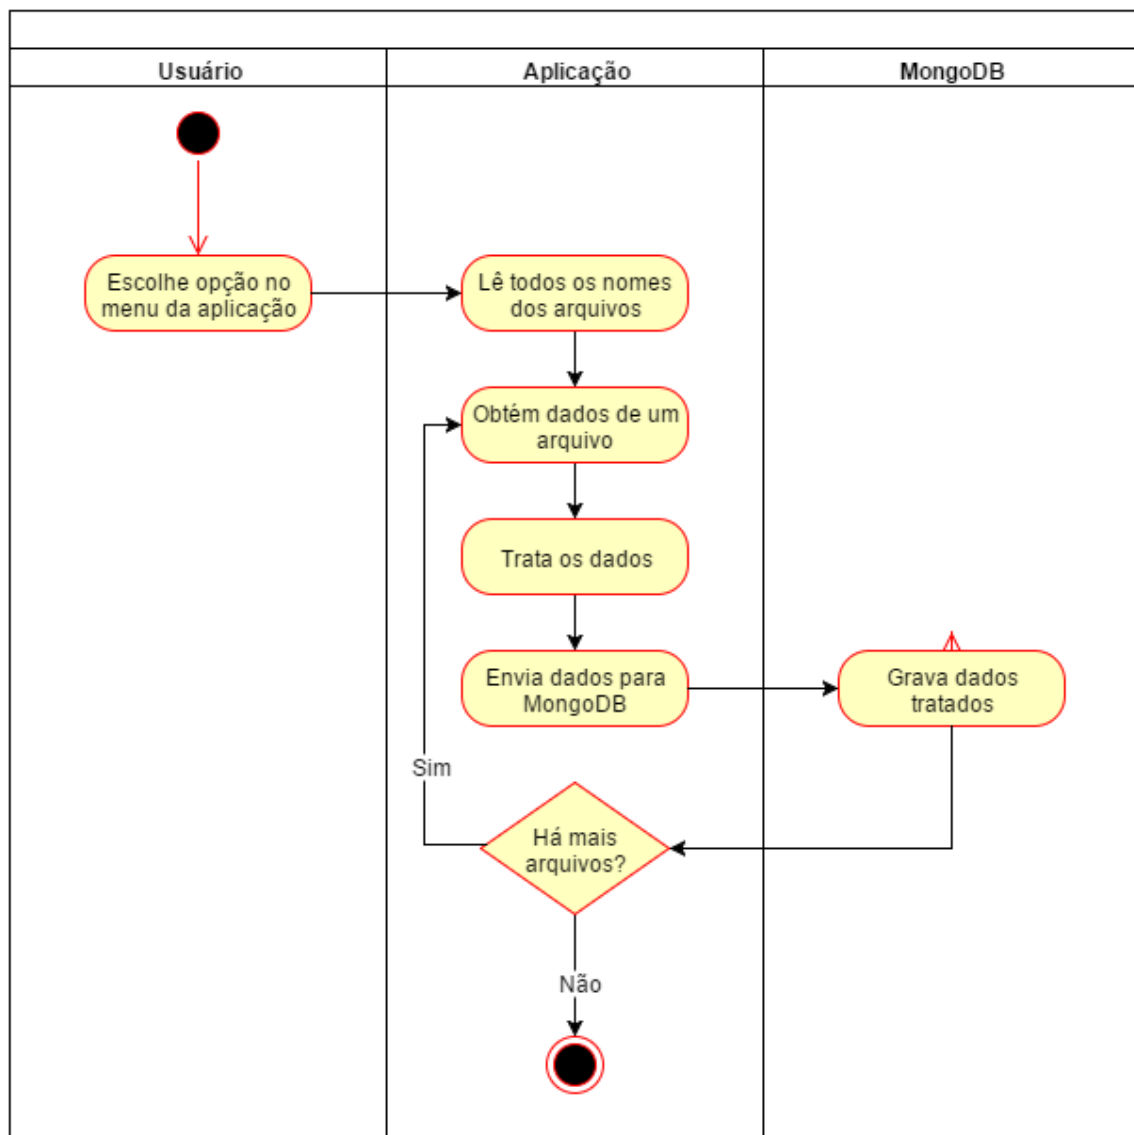 Usuário
Aplicação
MongoDB
Escolhe opção no
menu da aplicação
Lê todos os nomes
dos arquivos
Obtém dados de um
arquivo
Trata os dados
Envia dados para
MongoDB
Grava dados
tratados
Sim
Há mais
arquivos?
Não